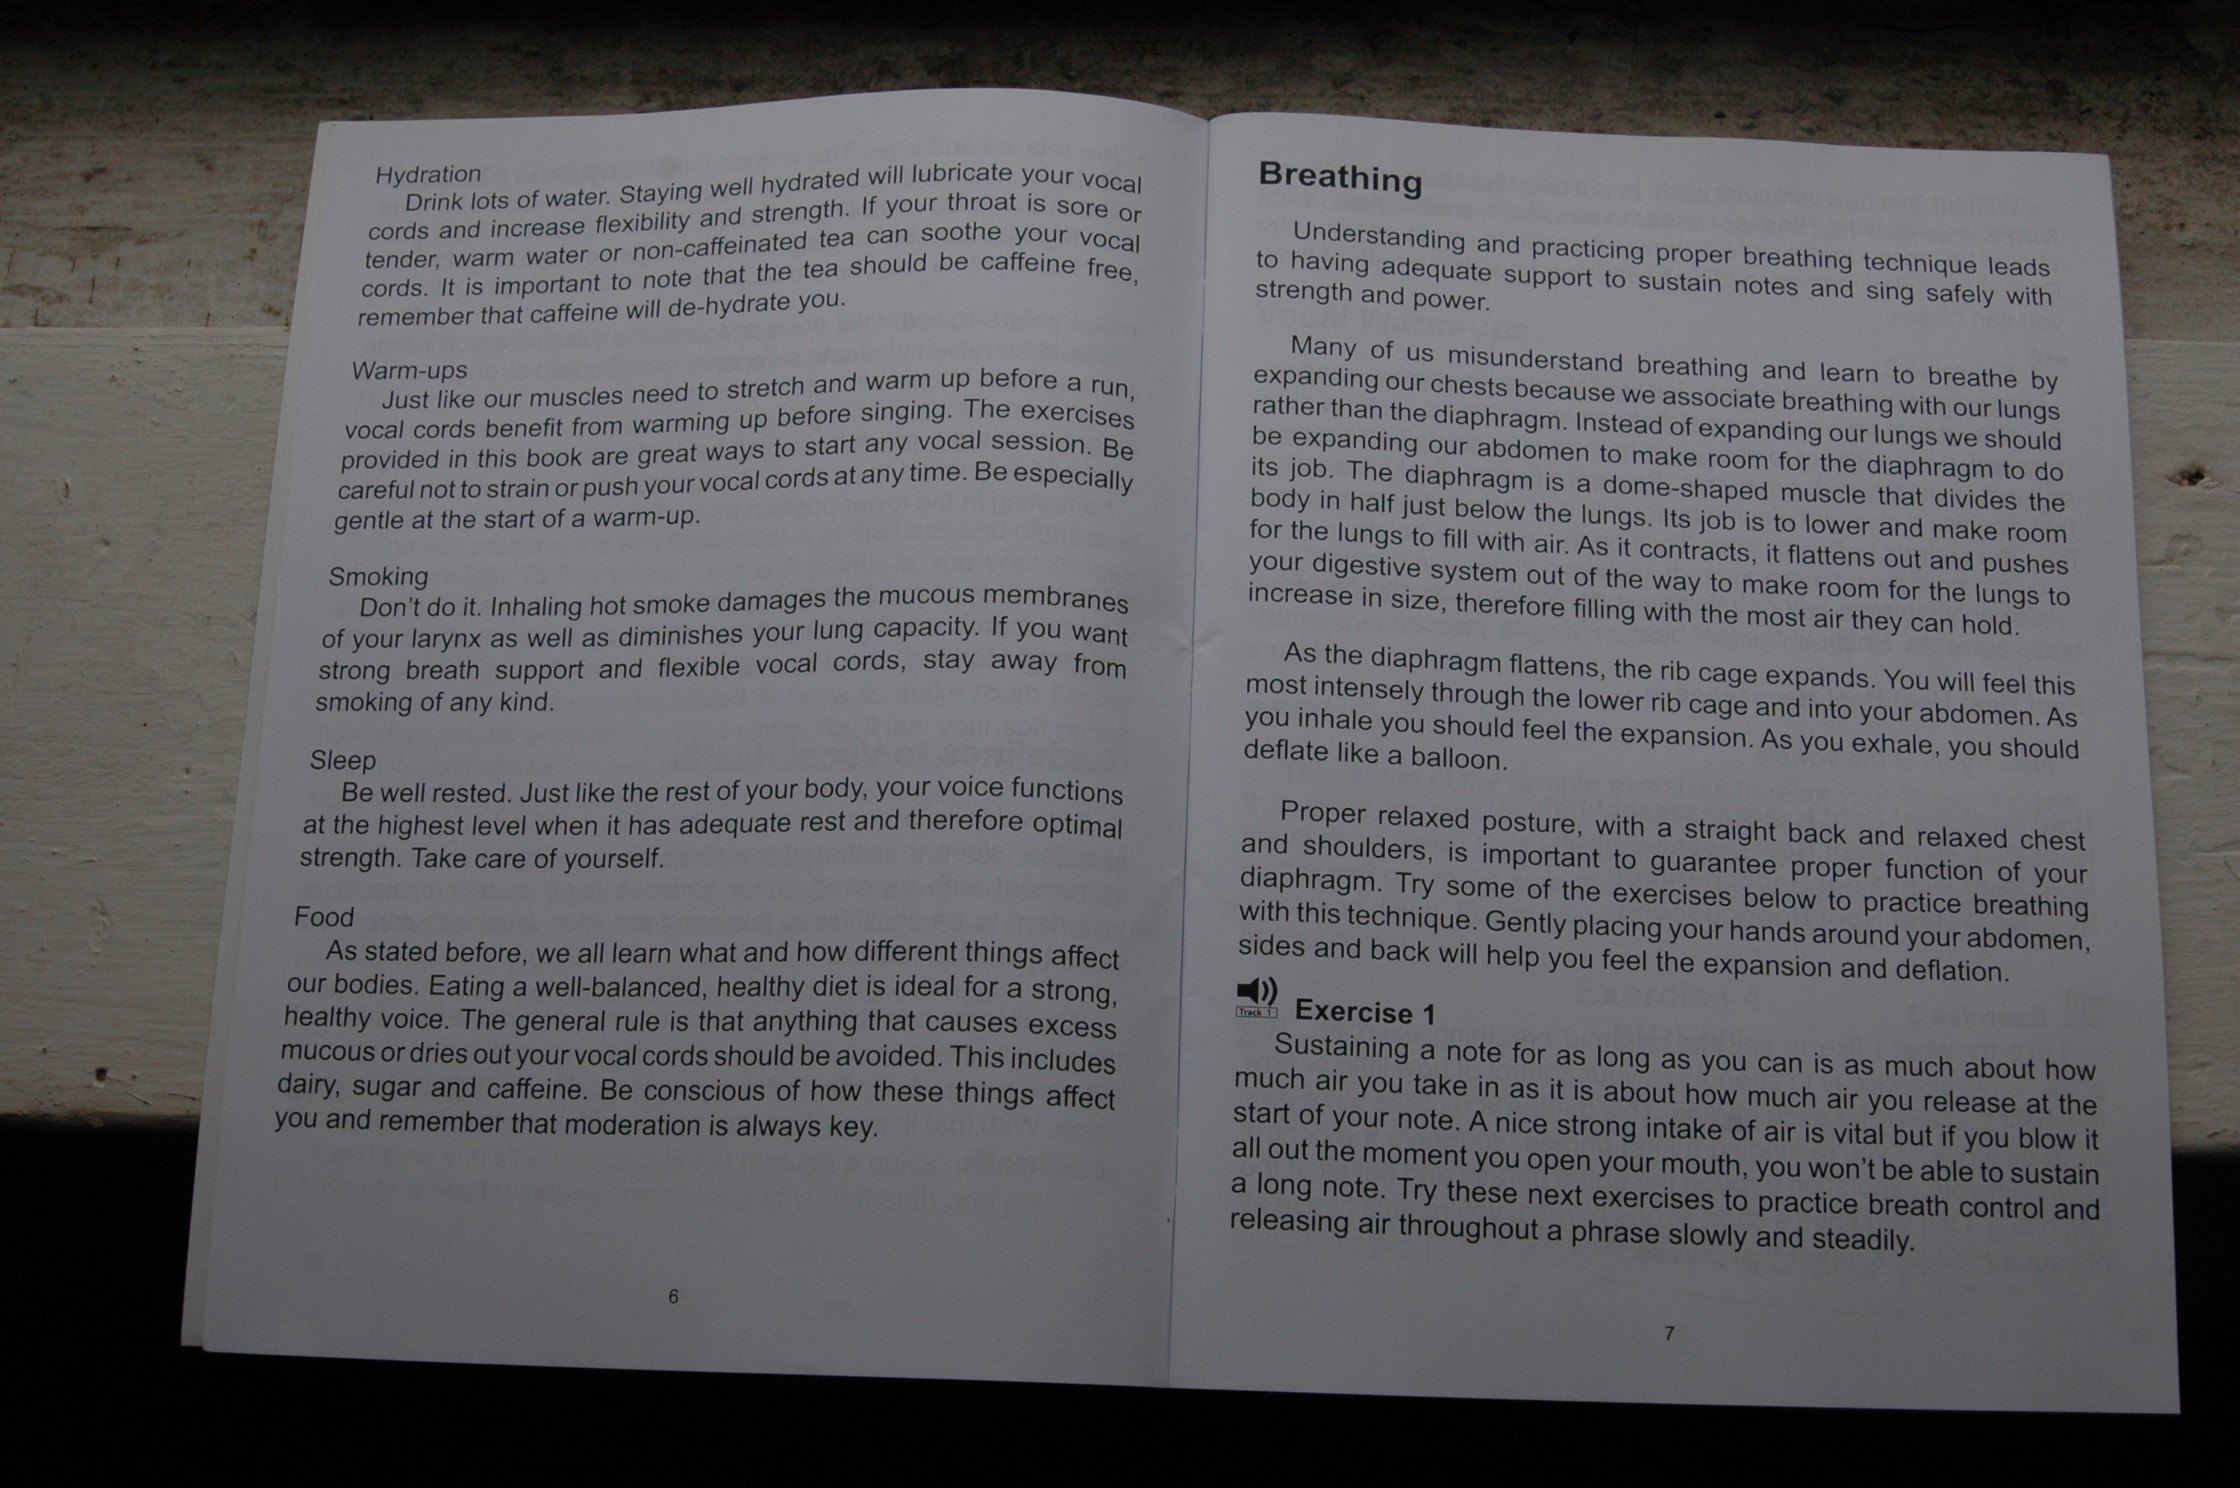 Hydration
Drink lots of water. Staying well hydrated will lubricate your vocal
cords and increase flexibility and strength. If your throat is sore or
tender, warm water or non-caffeinated tea can soothe your vocal
cords. It is important to note that the tea should be caffeine free,
remember that caffeine will de-hydrate you.
Warm-ups
Just like our muscles need to stretch and warm up before a run,
vocal cords benefit from warming up before singing. The exercises
provided in this book are great ways to start any vocal session. Be
careful not to strain or push your vocal cords at any time. Be especially
gentle at the start of a warm-up.
Smoking
Don't do it. Inhaling hot smoke damages the mucous membranes
of your larynx as well as diminishes your lung capacity. If you want
strong breath support and flexible vocal cords, stay away from
smoking of any kind.
Sleep
Be well rested. Just like the rest of your body, your voice functions
at the highest level when it has adequate rest and therefore optimal
strength. Take care of yourself.
Food
As stated before, we all learn what and how different things affect
our bodies. Eating a well-balanced, healthy diet is ideal for a strong,
healthy voice. The general rule is that anything that causes excess
mucous or dries out your vocal cords should be avoided. This includes
dairy, sugar and caffeine. Be conscious of how these things affect
you and remember that moderation is always key.
6
Breathing
Understanding and practicing proper breathing technique leads
to having adequate support to sustain notes and sing safely with
strength and power.
Many of us misunderstand breathing and learn to breathe by
expanding our chests because we associate breathing with our lungs
rather than the diaphragm. Instead of expanding our lungs we should
be expanding our abdomen to make room for the diaphragm to do
its job. The diaphragm is a dome-shaped muscle that divides the
body in half just below the lungs. Its job is to lower and make room
for the lungs to fill with air. As it contracts, it flattens out and pushes
your digestive system out of the way to make room for the lungs to
increase in size, therefore filling with the most air they can hold.
As the diaphragm flattens, the rib cage expands. You will feel this
most intensely through the lower rib cage and into your abdomen. As
you inhale you should feel the expansion. As you exhale, you should
deflate like a balloon.
Proper relaxed posture, with a straight back and relaxed chest
and shoulders, is important to guarantee proper function of your
diaphragm. Try some of the exercises below to practice breathing
with this technique. Gently placing your hands around your abdomen,
sides and back will help you feel the expansion and deflation.
Track 1 Exercise 1
Sustaining a note for as long as you can is as much about how
much air you take in as it is about how much air you release at the
start of your note. A nice strong intake of air is vital but if you blow it
all out the moment you open your mouth, you won't be able to sustain
a long note. Try these next exercises to practice breath control and
releasing air throughout a phrase slowly and steadily.
7